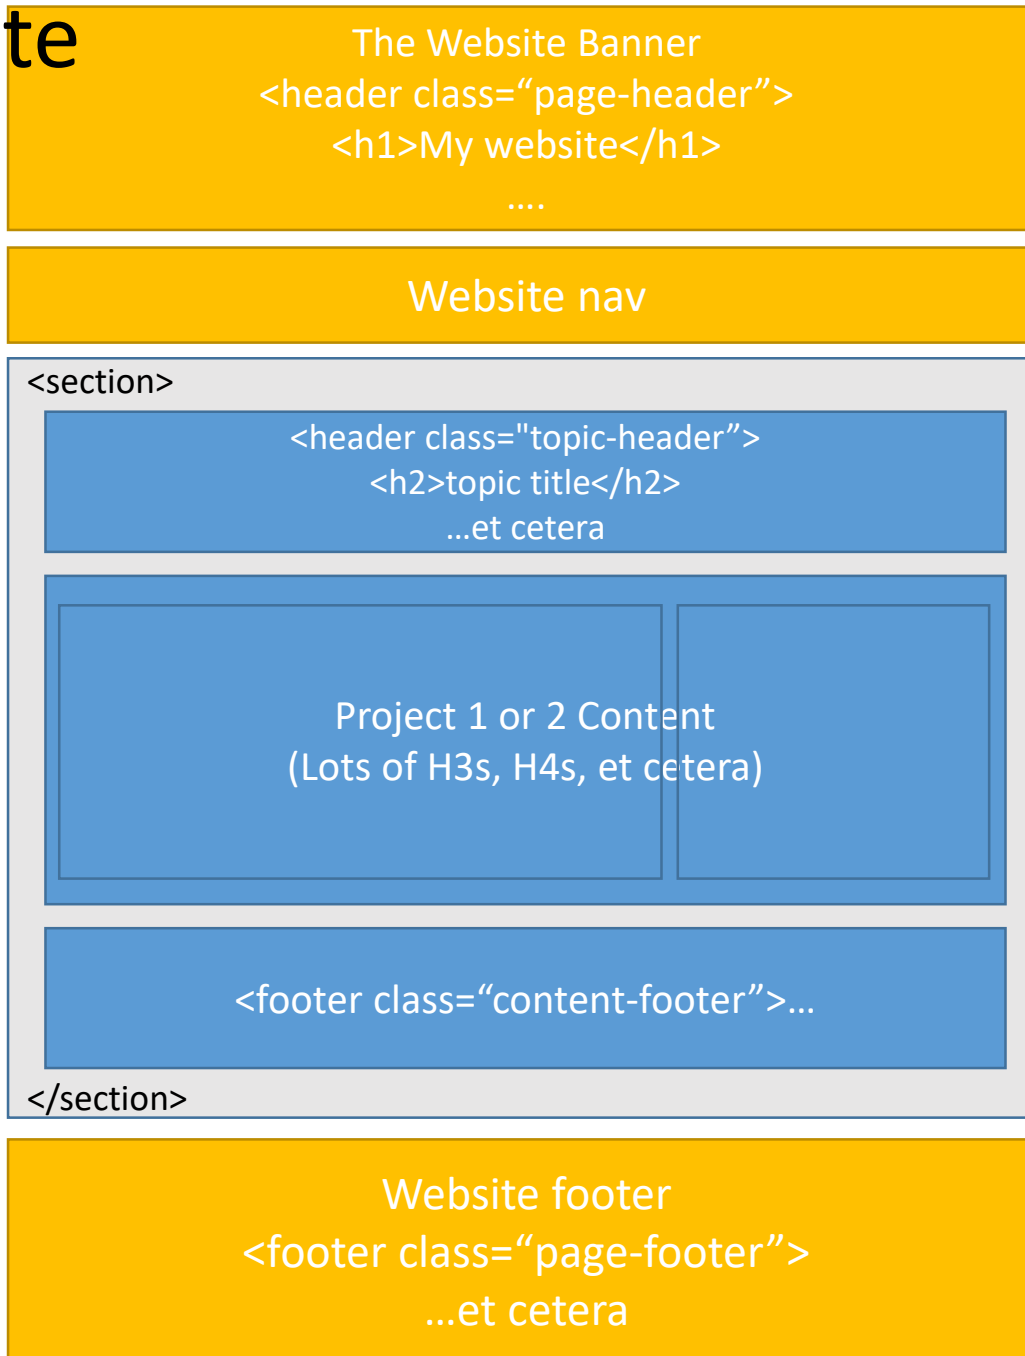 te
The Website Banner
<header class=“page-header”>
<h1>My website</h1>
….
Website nav
<section>
<header class="topic-header”>
<h2>topic title</h2>
…et cetera
Project 1 or 2 Content
(Lots of H3s, H4s, et cetera)
<footer class=“content-footer”>…
</section>
Website footer
<footer class=“page-footer”>
…et cetera